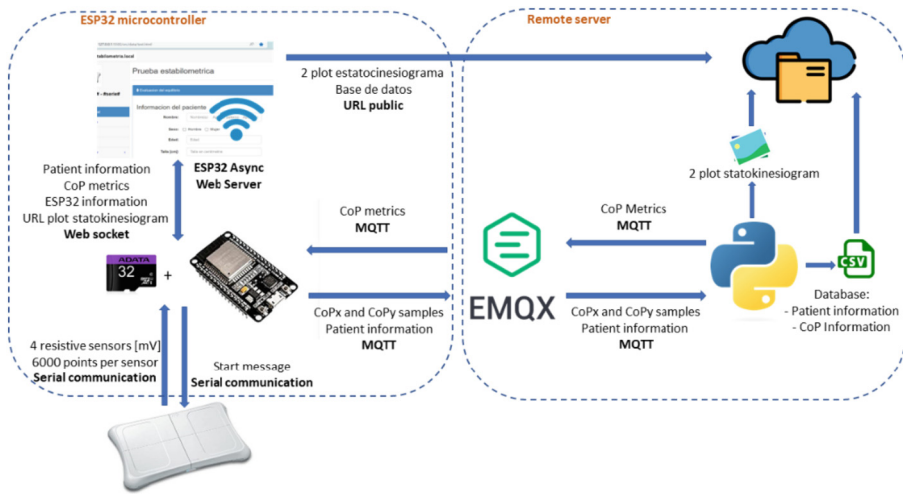 ESP32 microcontroller
Remote server
Prueba estabilometrica
Informacion del paciente
2 plot estatocinesiograma
Base de datos
URL public
ESP32 Async
Web Server
Patient information
CoP metrics
ESP32 information
URL plot statokinesiogram
Web socket
ADATA
32
+
CoP metrics
MQTT
CoPx and CoPy samples
Patient information
MQTT
4 resistive sensors [mV]
6000 points per sensor
Serial communication
Start message
Serial communication
EMQX
CoP Metrics
MQTT
CoPx and CoPy samples
Patient information
MQTT
2 plot statokinesiogram
CSV
Database:
- Patient information
- CoP Information